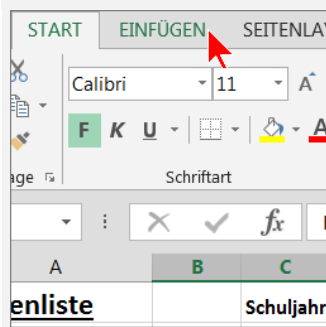 START EINFÜGEN SEITENLA
Calibri 11 A
F K U A
age Schriftart
fx
A B C
enliste Schuljahr